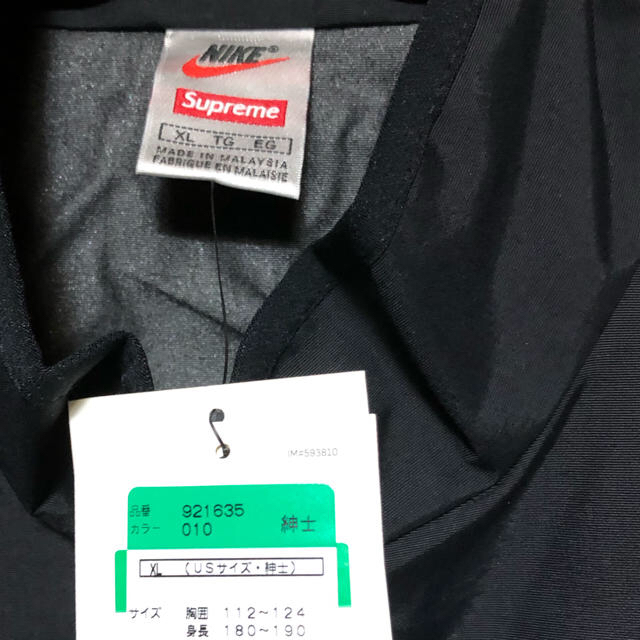 NIKE®
Supreme
XL TG EG
MADE IN MALAYSIA
FABRIQUÉ EN MALAISIE
IM#593810
品番 921635
カラー 010 紳士
XL (USサイズ・紳士)
サイズ 胸囲 112～124
身長 180～190